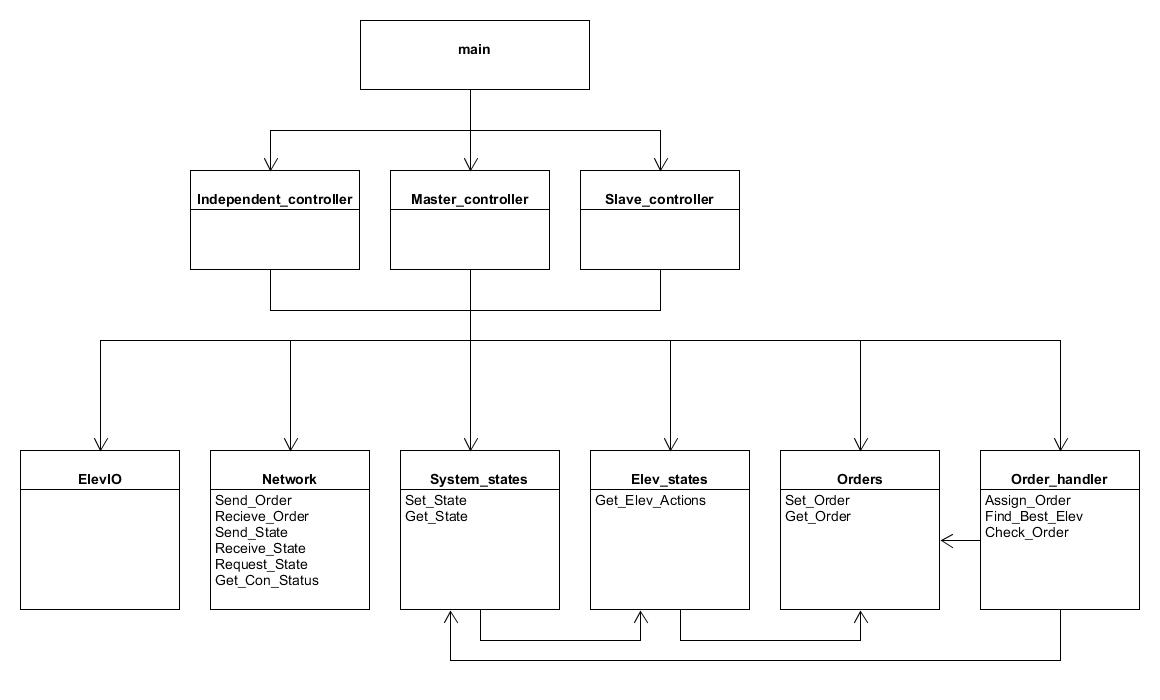 main
Independent_controller
Master_controller
Slave_controller
ElevIO
Network
Send_Order
Recieve_Order
Send_State
Receive_State
Request_State
Get_Con_Status
System_states
Set_State
Get_State
Elev_states
Get_Elev_Actions
Orders
Set_Order
Get_Order
Order_handler
Assign_Order
Find_Best_Elev
Check_Order